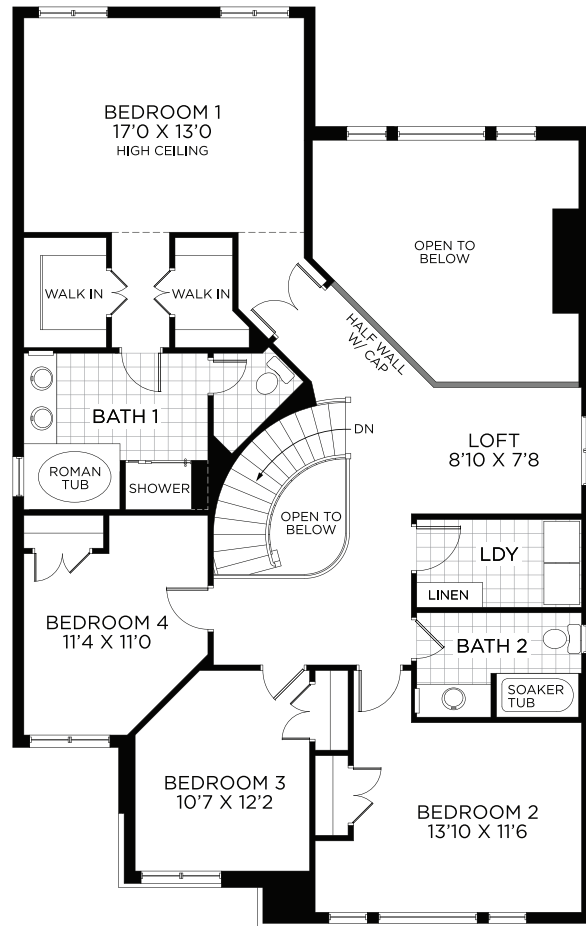 BEDROOM 1
17'0 X 13'0
HIGH CEILING
OPEN TO
BELOW
WALK IN
WALK IN
HALF WALL
W/ CAP
BATH 1
DN
LOFT
8'10 X 7'8
ROMAN
TUB
SHOWER
OPEN TO
BELOW
LDY
LINEN
BEDROOM 4
11'4 X 11'0
BATH 2
SOAKER
TUB
BEDROOM 3
10'7 X 12'2
BEDROOM 2
13'10 X 11'6